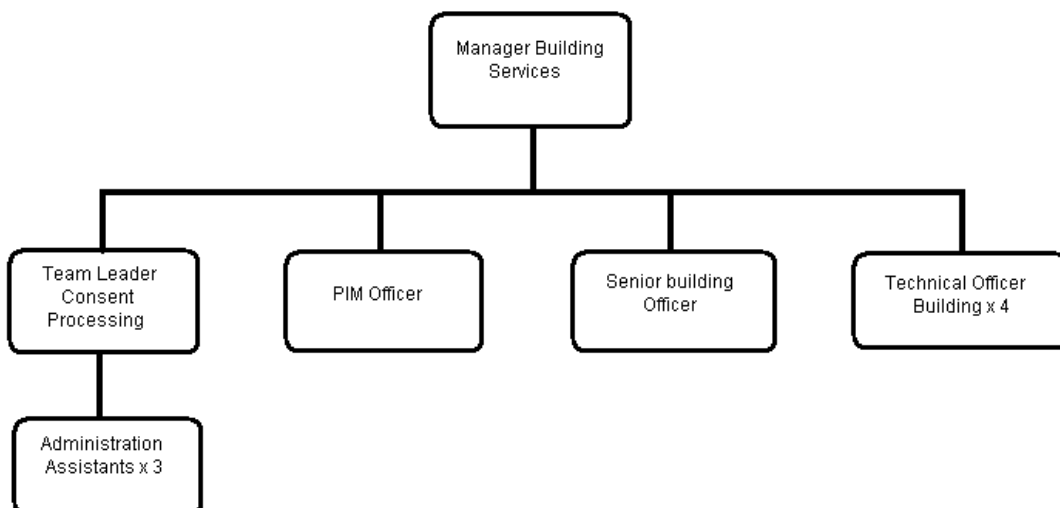 Manager Building
Services
Team Leader
Consent
Processing
PIM Officer
Senior building
Officer
Technical Officer
Building x 4
Administration
Assistants x 3